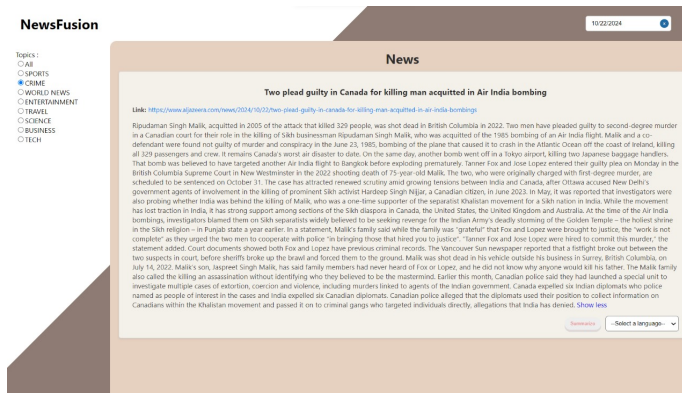 NewsFusion
10/22/2024
Topics :
All
SPORTS
CRIME
WORLD NEWS
ENTERTAINMENT
TRAVEL
SCIENCE
BUSINESS
TECH
News
Two plead guilty in Canada for killing man acquitted in Air India bombing
Link: https://www.aljazeera.com/news/2024/10/22/two-plead-guilty-in-canada-for-killing-man-acquitted-in-air-india-bombings
Ripudaman Singh Malik, acquitted in 2005 of the attack that killed 329 people, was shot dead in British Columbia in 2022. Two men have pleaded guilty to second-degree murder
in a Canadian court for their role in the killing of Sikh businessman Ripudaman Singh Malik, who was acquitted of the 1985 bombing of an Air India flight. Malik and a co-
defendant were found not guilty of murder and conspiracy in the June 23, 1985, bombing of the plane that caused it to crash in the Atlantic Ocean off the coast of Ireland, killing
all 329 passengers and crew. It remains Canada's worst air disaster to date. On the same day, another bomb went off in a Tokyo airport, killing two Japanese baggage handlers.
That bomb was believed to have targeted another Air India flight to Bangkok before exploding prematurely. Tanner Fox and Jose Lopez entered their guilty plea on Monday in the
British Columbia Supreme Court in New Westminster in the 2022 shooting death of 75-year-old Malik. The two, who were originally charged with first-degree murder, are
scheduled to be sentenced on October 31. The case has attracted renewed scrutiny amid growing tensions between India and Canada, after Ottawa accused New Delhi's
government agents of involvement in the killing of prominent Sikh activist Hardeep Singh Nijjar, a Canadian citizen, in June 2023. In May, it was reported that investigators were
also probing whether India was behind the killing of Malik, who was a one-time supporter of the separatist Khalistan movement for a Sikh nation in India. While the movement
has lost traction in India, it has strong support among sections of the Sikh diaspora in Canada, the United States, the United Kingdom and Australia. At the time of the Air India
bombings, investigators blamed them on Sikh separatists widely believed to be seeking revenge for the Indian Army's deadly storming of the Golden Temple – the holiest shrine
in the Sikh religion – in Punjab state a year earlier. In a statement, Malik's family said while the family was "grateful" that Fox and Lopez were brought to justice, the "work is not
complete" as they urged the two men to cooperate with police "in bringing those that hired you to justice". "Tanner Fox and Jose Lopez were hired to commit this murder," the
statement added. Court documents showed both Fox and Lopez have previous criminal records. The Vancouver Sun newspaper reported that a fistfight broke out between the
two suspects in court, before sheriffs broke up the brawl and forced them to the ground. Malik was shot dead in his vehicle outside his business in Surrey, British Columbia, on
July 14, 2022. Malik's son, Jaspreet Singh Malik, has said family members had never heard of Fox or Lopez, and he did not know why anyone would kill his father. The Malik family
also called the killing an assassination without identifying who they believed to be the mastermind. Earlier this month, Canadian police said they had launched a special unit to
investigate multiple cases of extortion, coercion and violence, including murders linked to agents of the Indian government. Canada expelled six Indian diplomats who police
named as people of interest in the cases and India expelled six Canadian diplomats. Canadian police alleged that the diplomats used their position to collect information on
Canadians within the Khalistan movement and passed it on to criminal gangs who targeted individuals directly, allegations that India has denied. Show less
--Select a language--